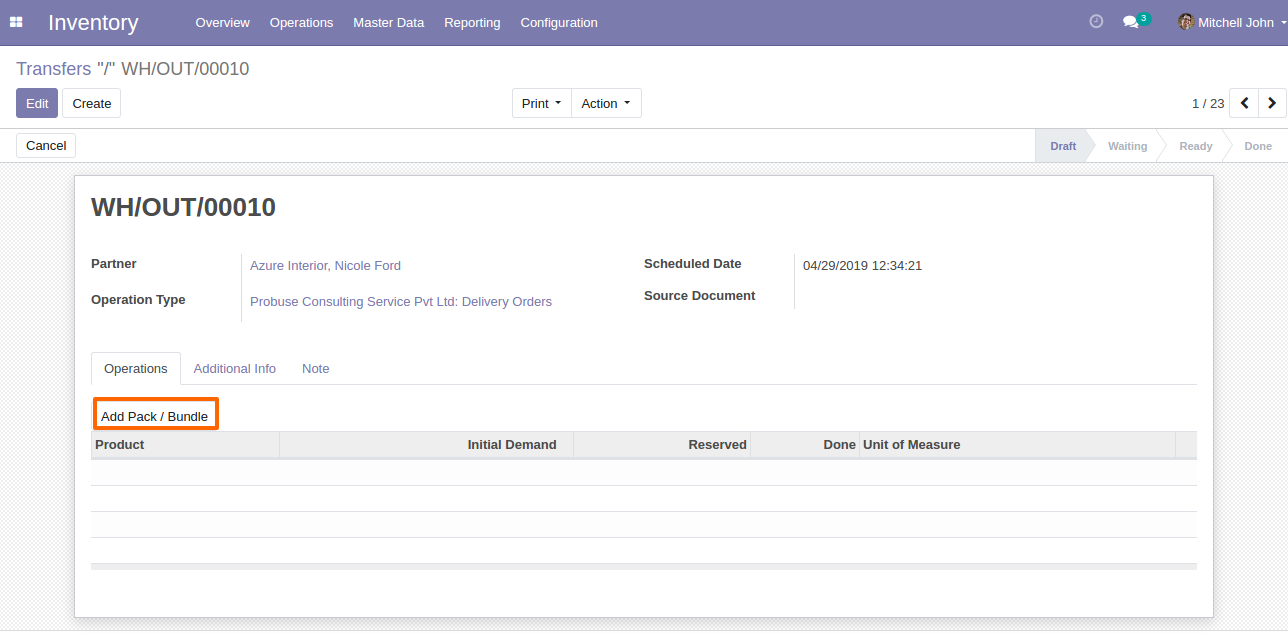 Inventory Overview Operations Master Data Reporting Configuration 3 Mitchell John
Transfers "/" WH/OUT/00010
Edit Create Print Action 1 / 23
Cancel Draft Waiting Ready Done
WH/OUT/00010
Partner Azure Interior, Nicole Ford Scheduled Date 04/29/2019 12:34:21
Operation Type Probuse Consulting Service Pvt Ltd: Delivery Orders Source Document
Operations Additional Info Note
Add Pack / Bundle
Product Initial Demand Reserved Done Unit of Measure